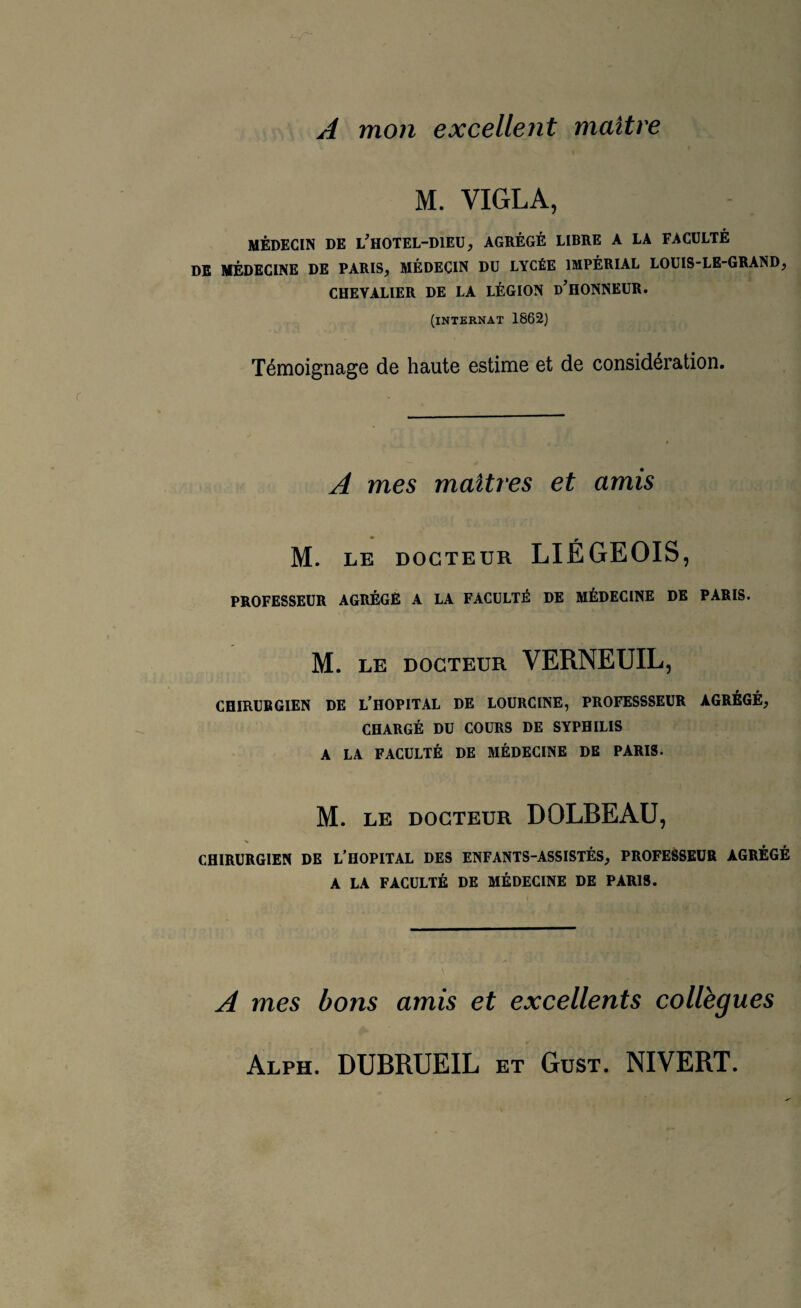 A mon excellent maître
M. VIGLA,
MÉDECIN DE L'HOTEL-DIEU, AGRÉGÉ LIBRE A LA FACULTÉ
DE MÉDECINE DE PARIS, MÉDECIN DU LYCÉE IMPÉRIAL LOUIS-LE-GRAND,
CHEVALIER DE LA LÉGION D'HONNEUR.
(INTERNAT 1862)
Témoignage de haute estime et de considération.
A mes maîtres et amis
M. LE DOCTEUR LIÉGEOIS,
PROFESSEUR AGRÉGÉ A LA FACULTÉ DE MÉDECINE DE PARIS.
M. LE DOCTEUR VERNEUIL,
CHIRURGIEN DE L'HOPITAL DE LOURCINE, PROFESSSEUR AGRÉGÉ,
CHARGÉ DU COURS DE SYPHILIS
A LA FACULTÉ DE MÉDECINE DE PARIS.
M. LE DOCTEUR DOLBEAU,
CHIRURGIEN DE L'HOPITAL DES ENFANTS-ASSISTÉS, PROFESSEUR AGRÉGÉ
A LA FACULTÉ DE MÉDECINE DE PARIS.
A mes bons amis et excellents collègues
ALPH. DUBRUEIL ET GUST. NIVERT.